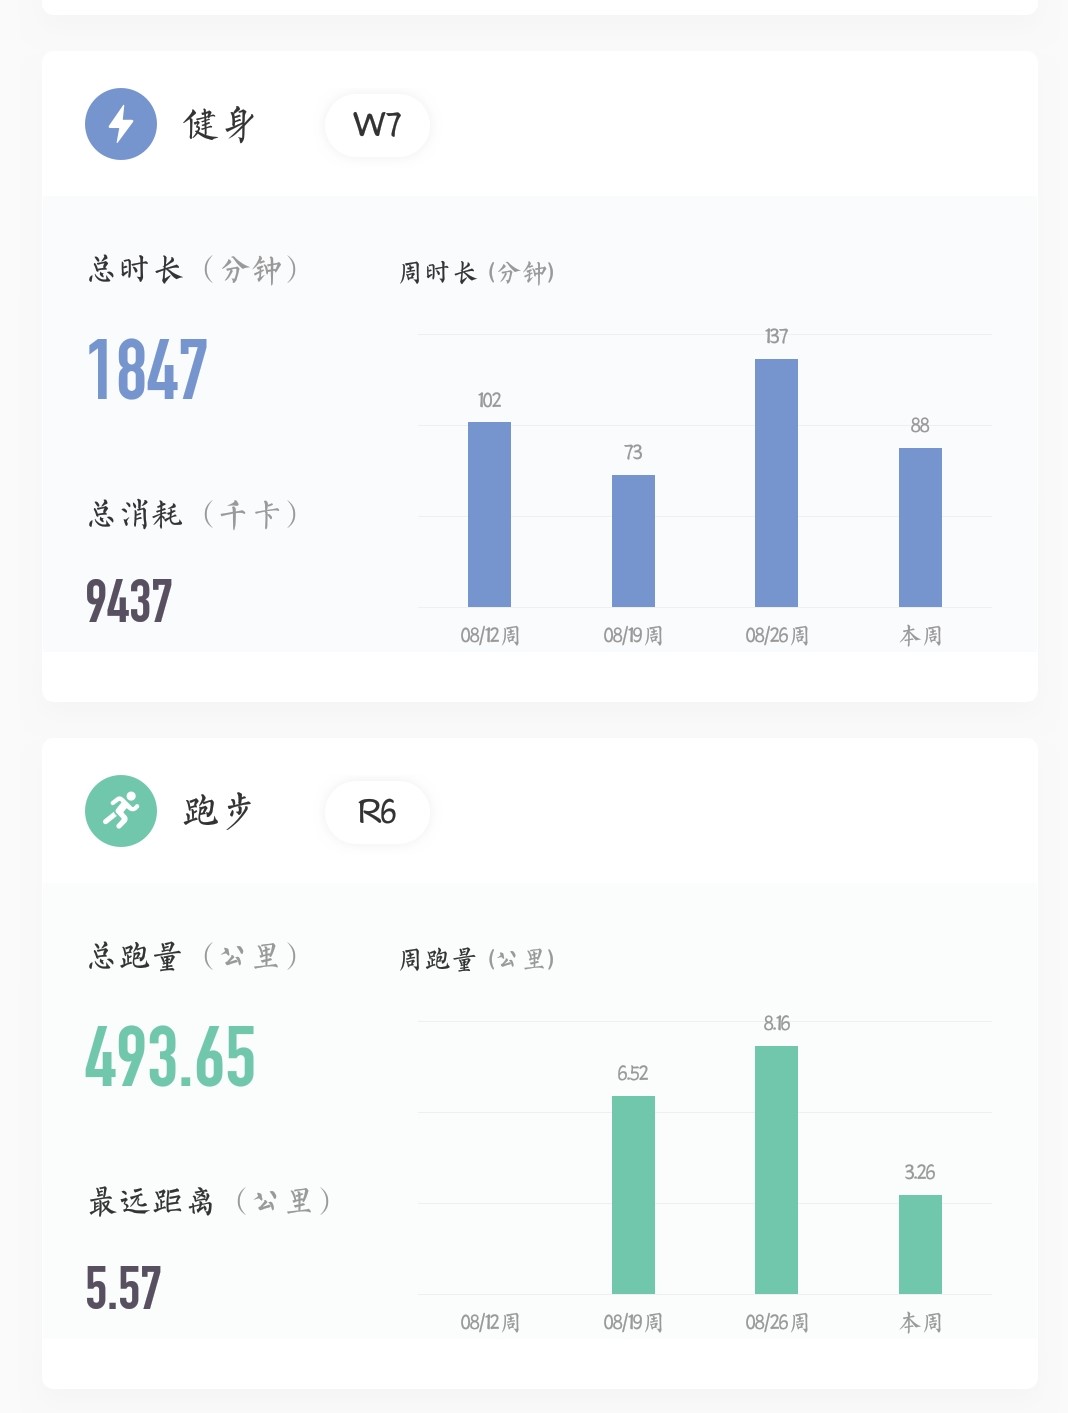 健身 W7
总时长（分钟） 周时长 (分钟)
1847
137
102
88
73
总消耗（千卡）
9437
08/12周 08/19周 08/26周 本周
跑步 R6
总跑量（公里） 周跑量 (公里)
493.65
8.16
6.52
3.26
最远距离（公里）
5.57
08/12周 08/19周 08/26周 本周